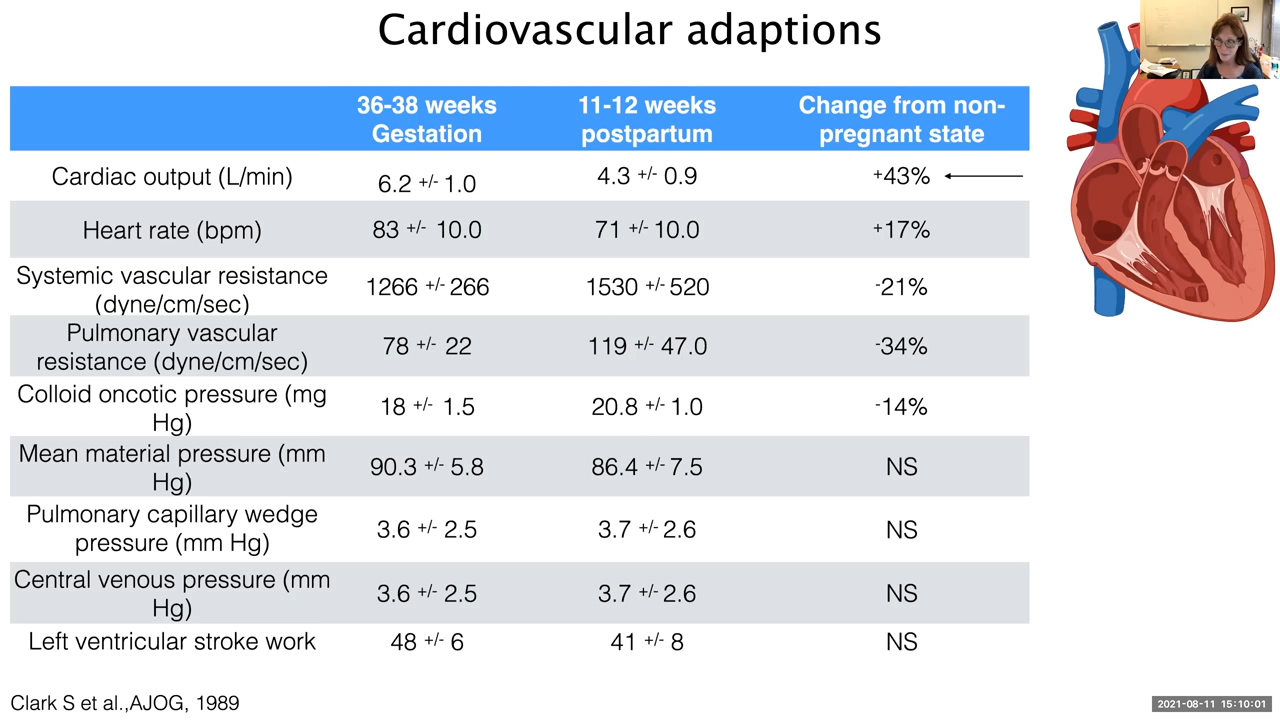 Cardiovascular adaptions
36-38 weeks
Gestation
11-12 weeks
postpartum
Change from non-
pregnant state
Cardiac output (L/min)
6.2 +/- 1.0
4.3 +/- 0.9
+43%
Heart rate (bpm)
83 +/- 10.0
71 +/- 10.0
+17%
Systemic vascular resistance
(dyne/cm/sec)
1266 +/- 266
1530 +/- 520
-21%
Pulmonary vascular
resistance (dyne/cm/sec)
78 +/- 22
119 +/- 47.0
-34%
Colloid oncotic pressure (mg
Hg)
18 +/- 1.5
20.8 +/- 1.0
-14%
Mean material pressure (mm
Hg)
90.3 +/- 5.8
86.4 +/- 7.5
NS
Pulmonary capillary wedge
pressure (mm Hg)
3.6 +/- 2.5
3.7 +/- 2.6
NS
Central venous pressure (mm
Hg)
3.6 +/- 2.5
3.7 +/- 2.6
NS
Left ventricular stroke work
48 +/- 6
41 +/- 8
NS
Clark S et al.,AJOG, 1989
2021-08-11 15:10:01